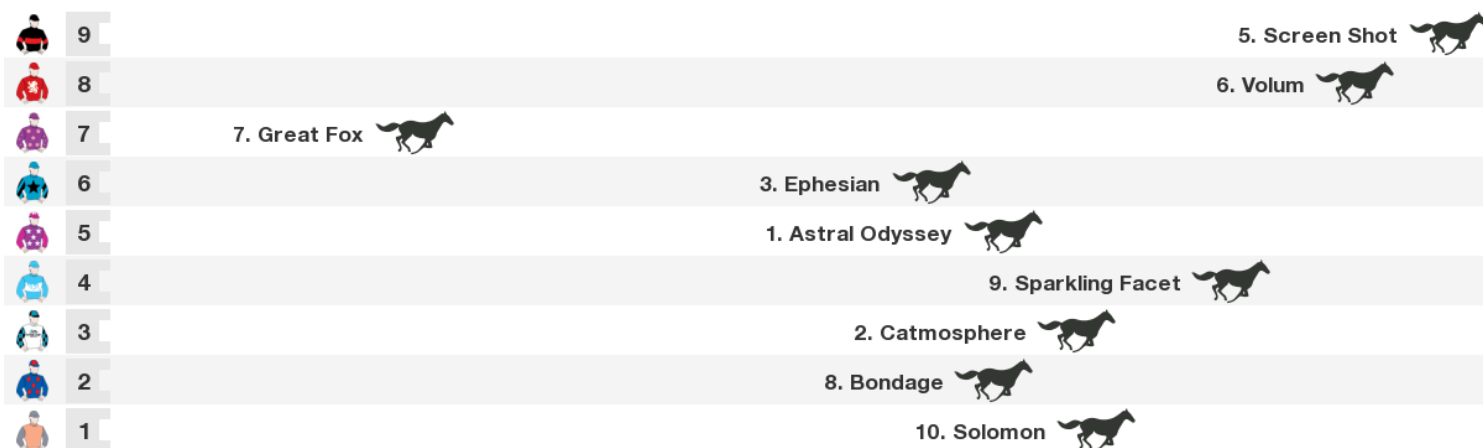 9 5. Screen Shot
8 6. Volum
7 7. Great Fox
6 3. Ephesian
5 1. Astral Odyssey
4 9. Sparkling Facet
3 2. Catmosphere
2 8. Bondage
1 10. Solomon